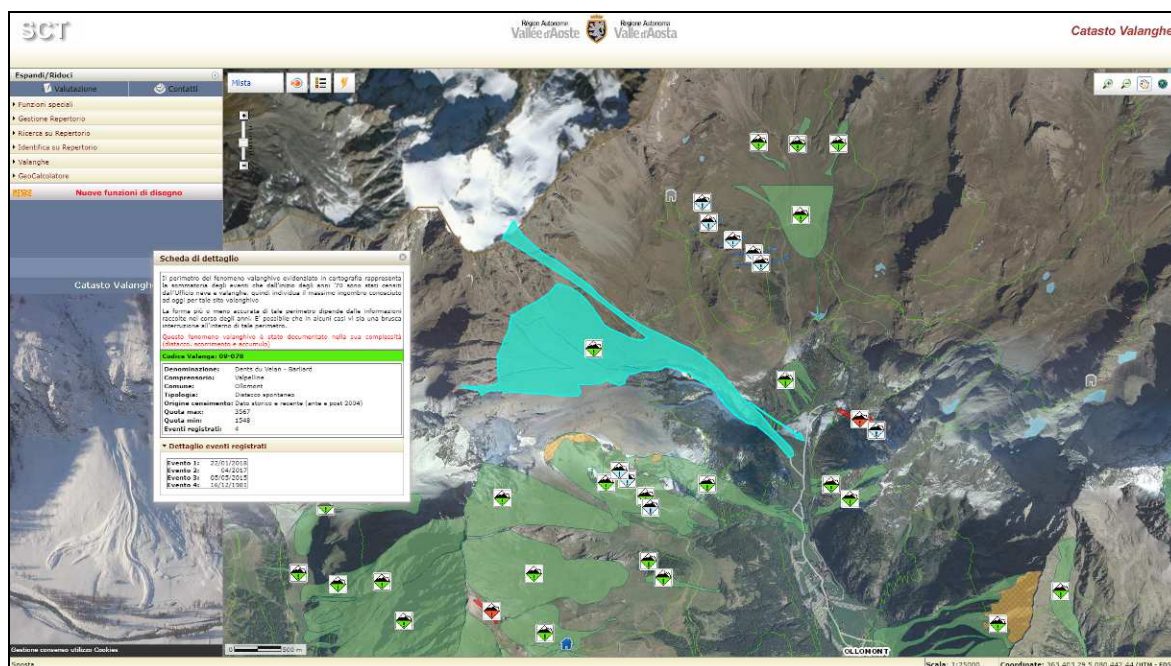 SCT
Région Autonome
Vallée d'Aoste
Regione Autonoma
Valle d'Aosta
Catasto Valanghe
Espandi/Riduci
Valutazione
Contatti
Funzioni speciali
Gestione Repertorio
Ricerca su Repertorio
Identifica su Repertorio
Valanghe
GeoCalcolatore
Nuove funzioni di disegno
Mista
Catasto Valangh
Scheda di dettaglio
Il perimetro del fenomeno valanghivo evidenziato in cartografia rappresenta
la sommatoria degli eventi che dall'inizio degli anni '70 sono stati censiti
dall'Ufficio neve e valanghe, quindi individua il massimo ingombro conosciuto
ad oggi per tale sito valanghivo
La forma più o meno accurata di tale perimetro dipende dalle informazioni
raccolte nel corso degli anni. E' possibile che in alcuni casi vi sia una brusca
interruzione all'interno di tale perimetro.
Questo fenomeno valanghivo è stato documentato nella sua complessità
(distacco, scorrimento e accumulo)
Codice Valanga: 09-078
Denominazione: Dents du Velan - Barliard
Comprensorio: Valpelline
Comune: Ollomont
Tipologia: Distacco spontaneo
Origine censimento: Dato storico e recente (ante e post 2004)
Quota max: 3567
Quota min: 1548
Eventi registrati: 4
Dettaglio eventi registrati
Evento 1: 22/01/2018
Evento 2: 04/2017
Evento 3: 05/05/2015
Evento 4: 16/12/1981
0 500 m
OLLOMONT
Gestione consenso utilizzo Cookies
Sposta
Scala: 1:25000